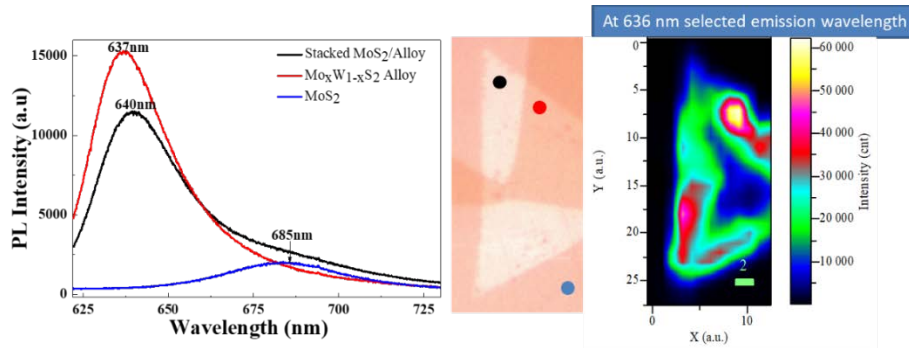 At 636 nm selected emission wavelength
637nm
640nm
685nm
Stacked MoS2/Alloy
MoxW1-xS2 Alloy
MoS2
PL Intensity (a.u)
15000
10000
5000
0
625
650
675
700
725
Wavelength (nm)
Y (a.u.)
0
5
10
15
20
25
2
0
10
X (a.u.)
60 000
50 000
40 000
30 000
20 000
10 000
0
Intensity (cnt)